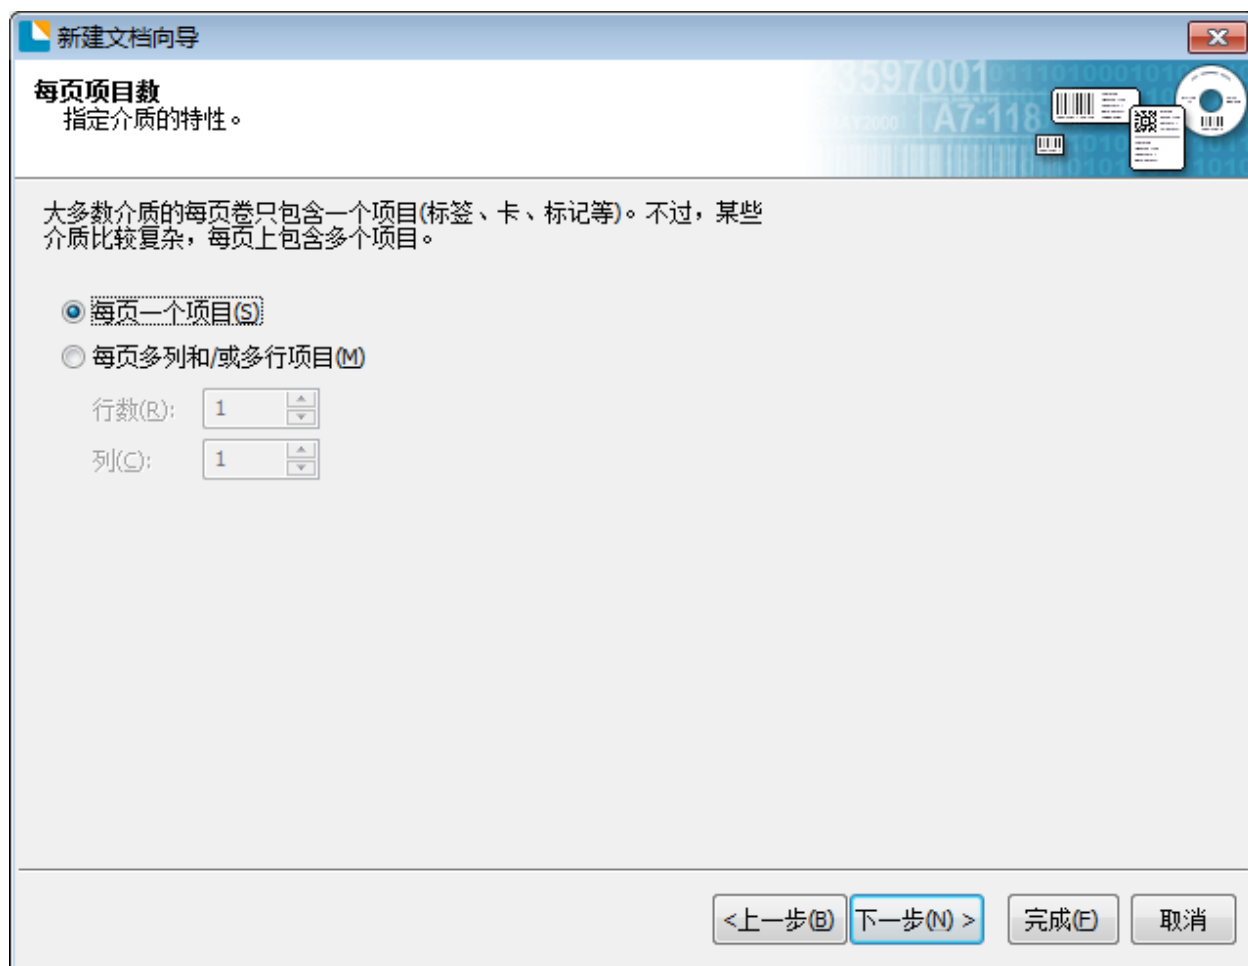 新建文档向导
每页项目数
指定介质的特性。
3597001
A7-118
大多数介质的每页卷只包含一个项目(标签、卡、标记等)。不过，某些
介质比较复杂，每页上包含多个项目。
每页一个项目(S)
每页多列和/或多行项目(M)
行数(R): 1
列(C): 1
<上一步(B) 下一步(N) > 完成(F) 取消